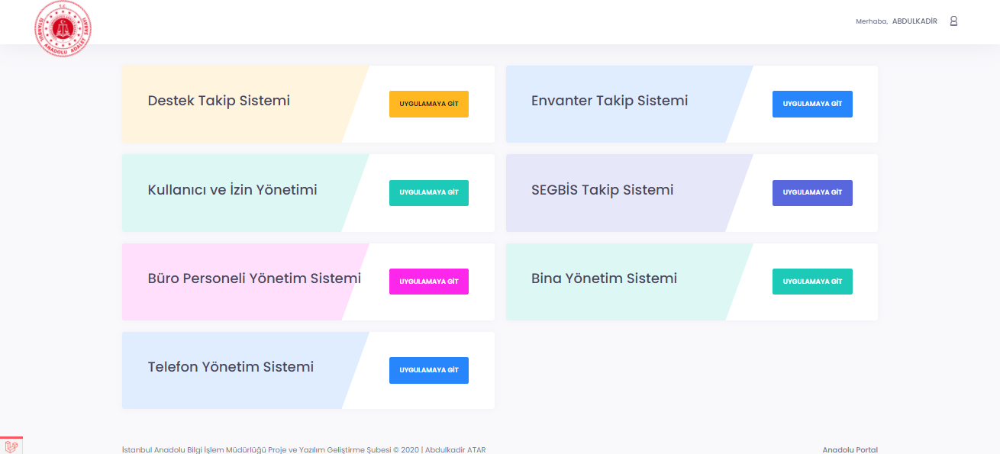 T.C.
İSTANBUL ANADOLU ADALET SARAYI
Merhaba, ABDULKADİR
Destek Takip Sistemi
UYGULAMAYA GİT
Envanter Takip Sistemi
UYGULAMAYA GİT
Kullanıcı ve İzin Yönetimi
UYGULAMAYA GİT
SEGBİS Takip Sistemi
UYGULAMAYA GİT
Büro Personeli Yönetim Sistemi
UYGULAMAYA GİT
Bina Yönetim Sistemi
UYGULAMAYA GİT
Telefon Yönetim Sistemi
UYGULAMAYA GİT
İstanbul Anadolu Bilgi İşlem Müdürlüğü Proje ve Yazılım Geliştirme Şubesi © 2020 | Abdulkadir ATAR
Anadolu Portal